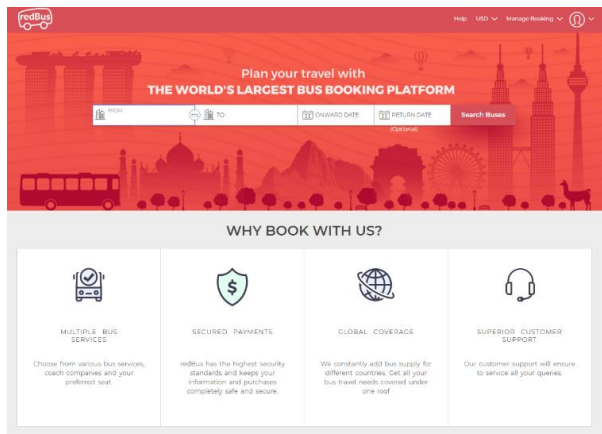 redBus
Help USD Manage Booking
Plan your travel with
THE WORLD'S LARGEST BUS BOOKING PLATFORM
FROM TO ONWARD DATE RETURN DATE Search Buses
(Optional)
WHY BOOK WITH US?
MULTIPLE BUS
SERVICES
Choose from various bus services,
coach companies and your
preferred seat.
SECURED PAYMENTS
redBus has the highest security
standards and keeps your
information and purchases
completely safe and secure.
GLOBAL COVERAGE
We constantly add bus supply for
different countries. Get all your
bus travel needs covered under
one roof
SUPERIOR CUSTOMER
SUPPORT
Our customer support will ensure
to service all your queries.